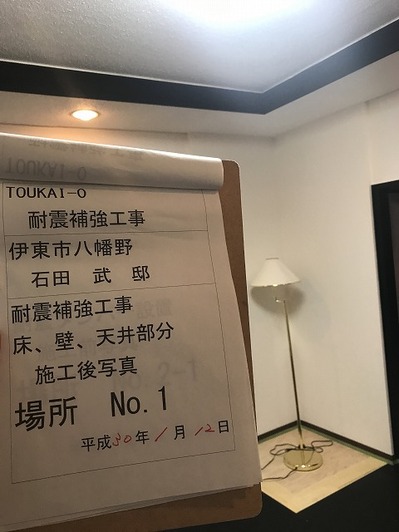 TOUKAI-O
耐震補強工事
伊東市八幡野
石田 武 邸
耐震補強工事
床、壁、天井部分
施工後写真
場所 No.1
平成30年1月12日